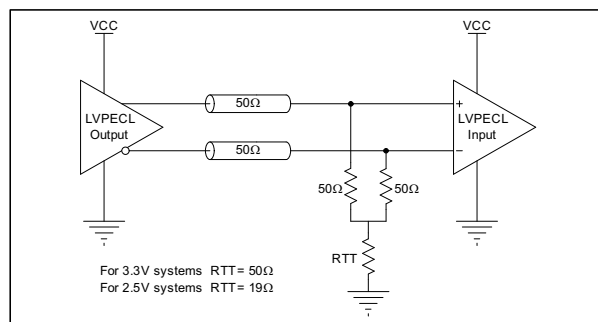 VCC
VCC
LVPECL
Output
50Ω
50Ω
+
−
LVPECL
Input
50Ω
50Ω
RTT
For 3.3V systems RTT = 50Ω
For 2.5V systems RTT = 19Ω